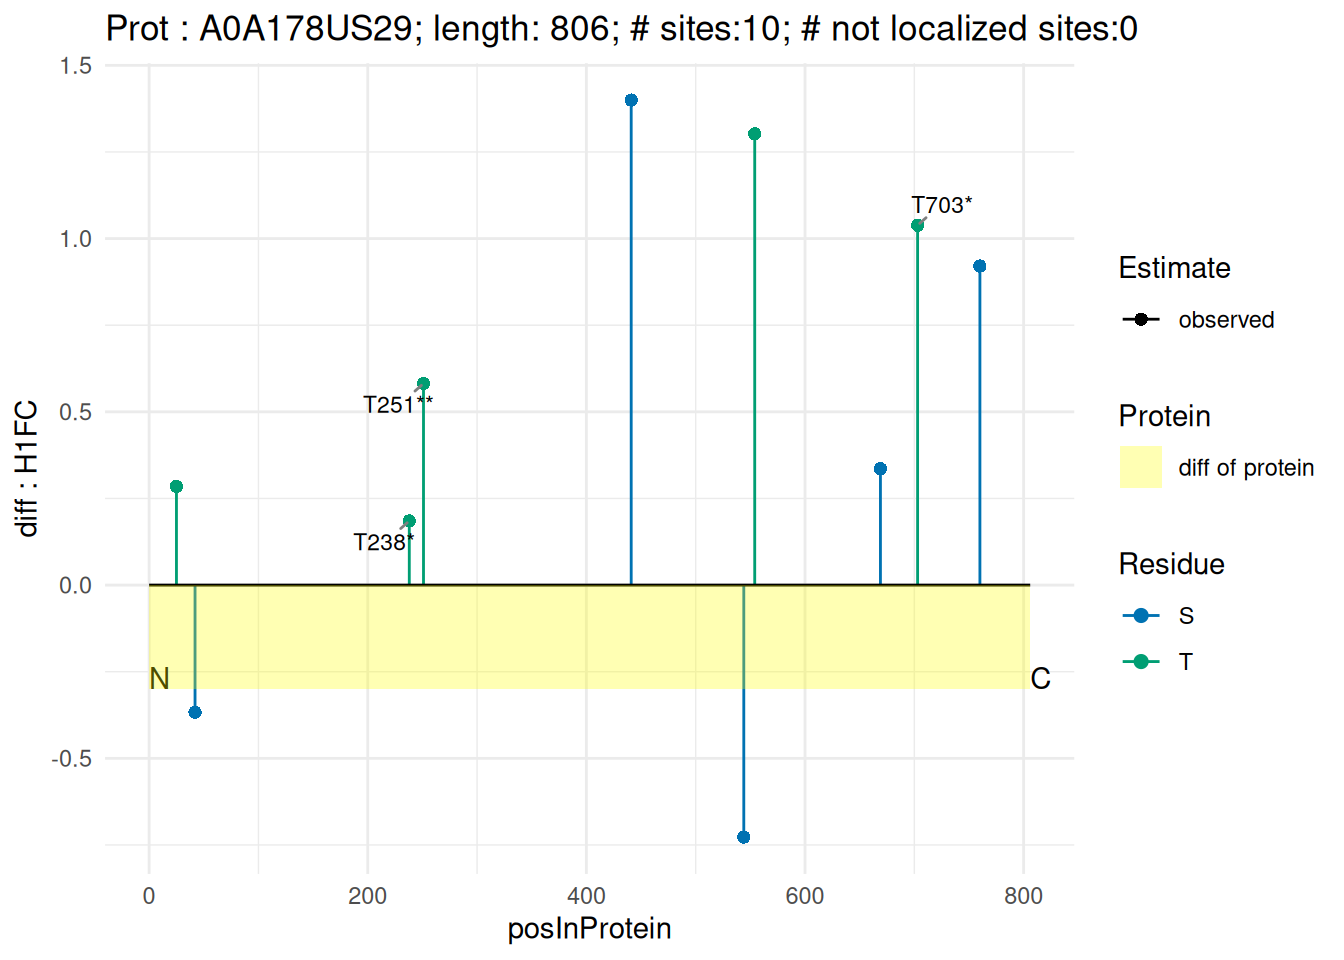 Prot : A0A178US29; length: 806; # sites:10; # not localized sites:0
1.5
1.0
0.5
0.0
-0.5
diff : H1FC
T703*
T251**
T238*
N
C
0
200
400
600
800
posInProtein
Estimate
observed
Protein
diff of protein
Residue
S
T